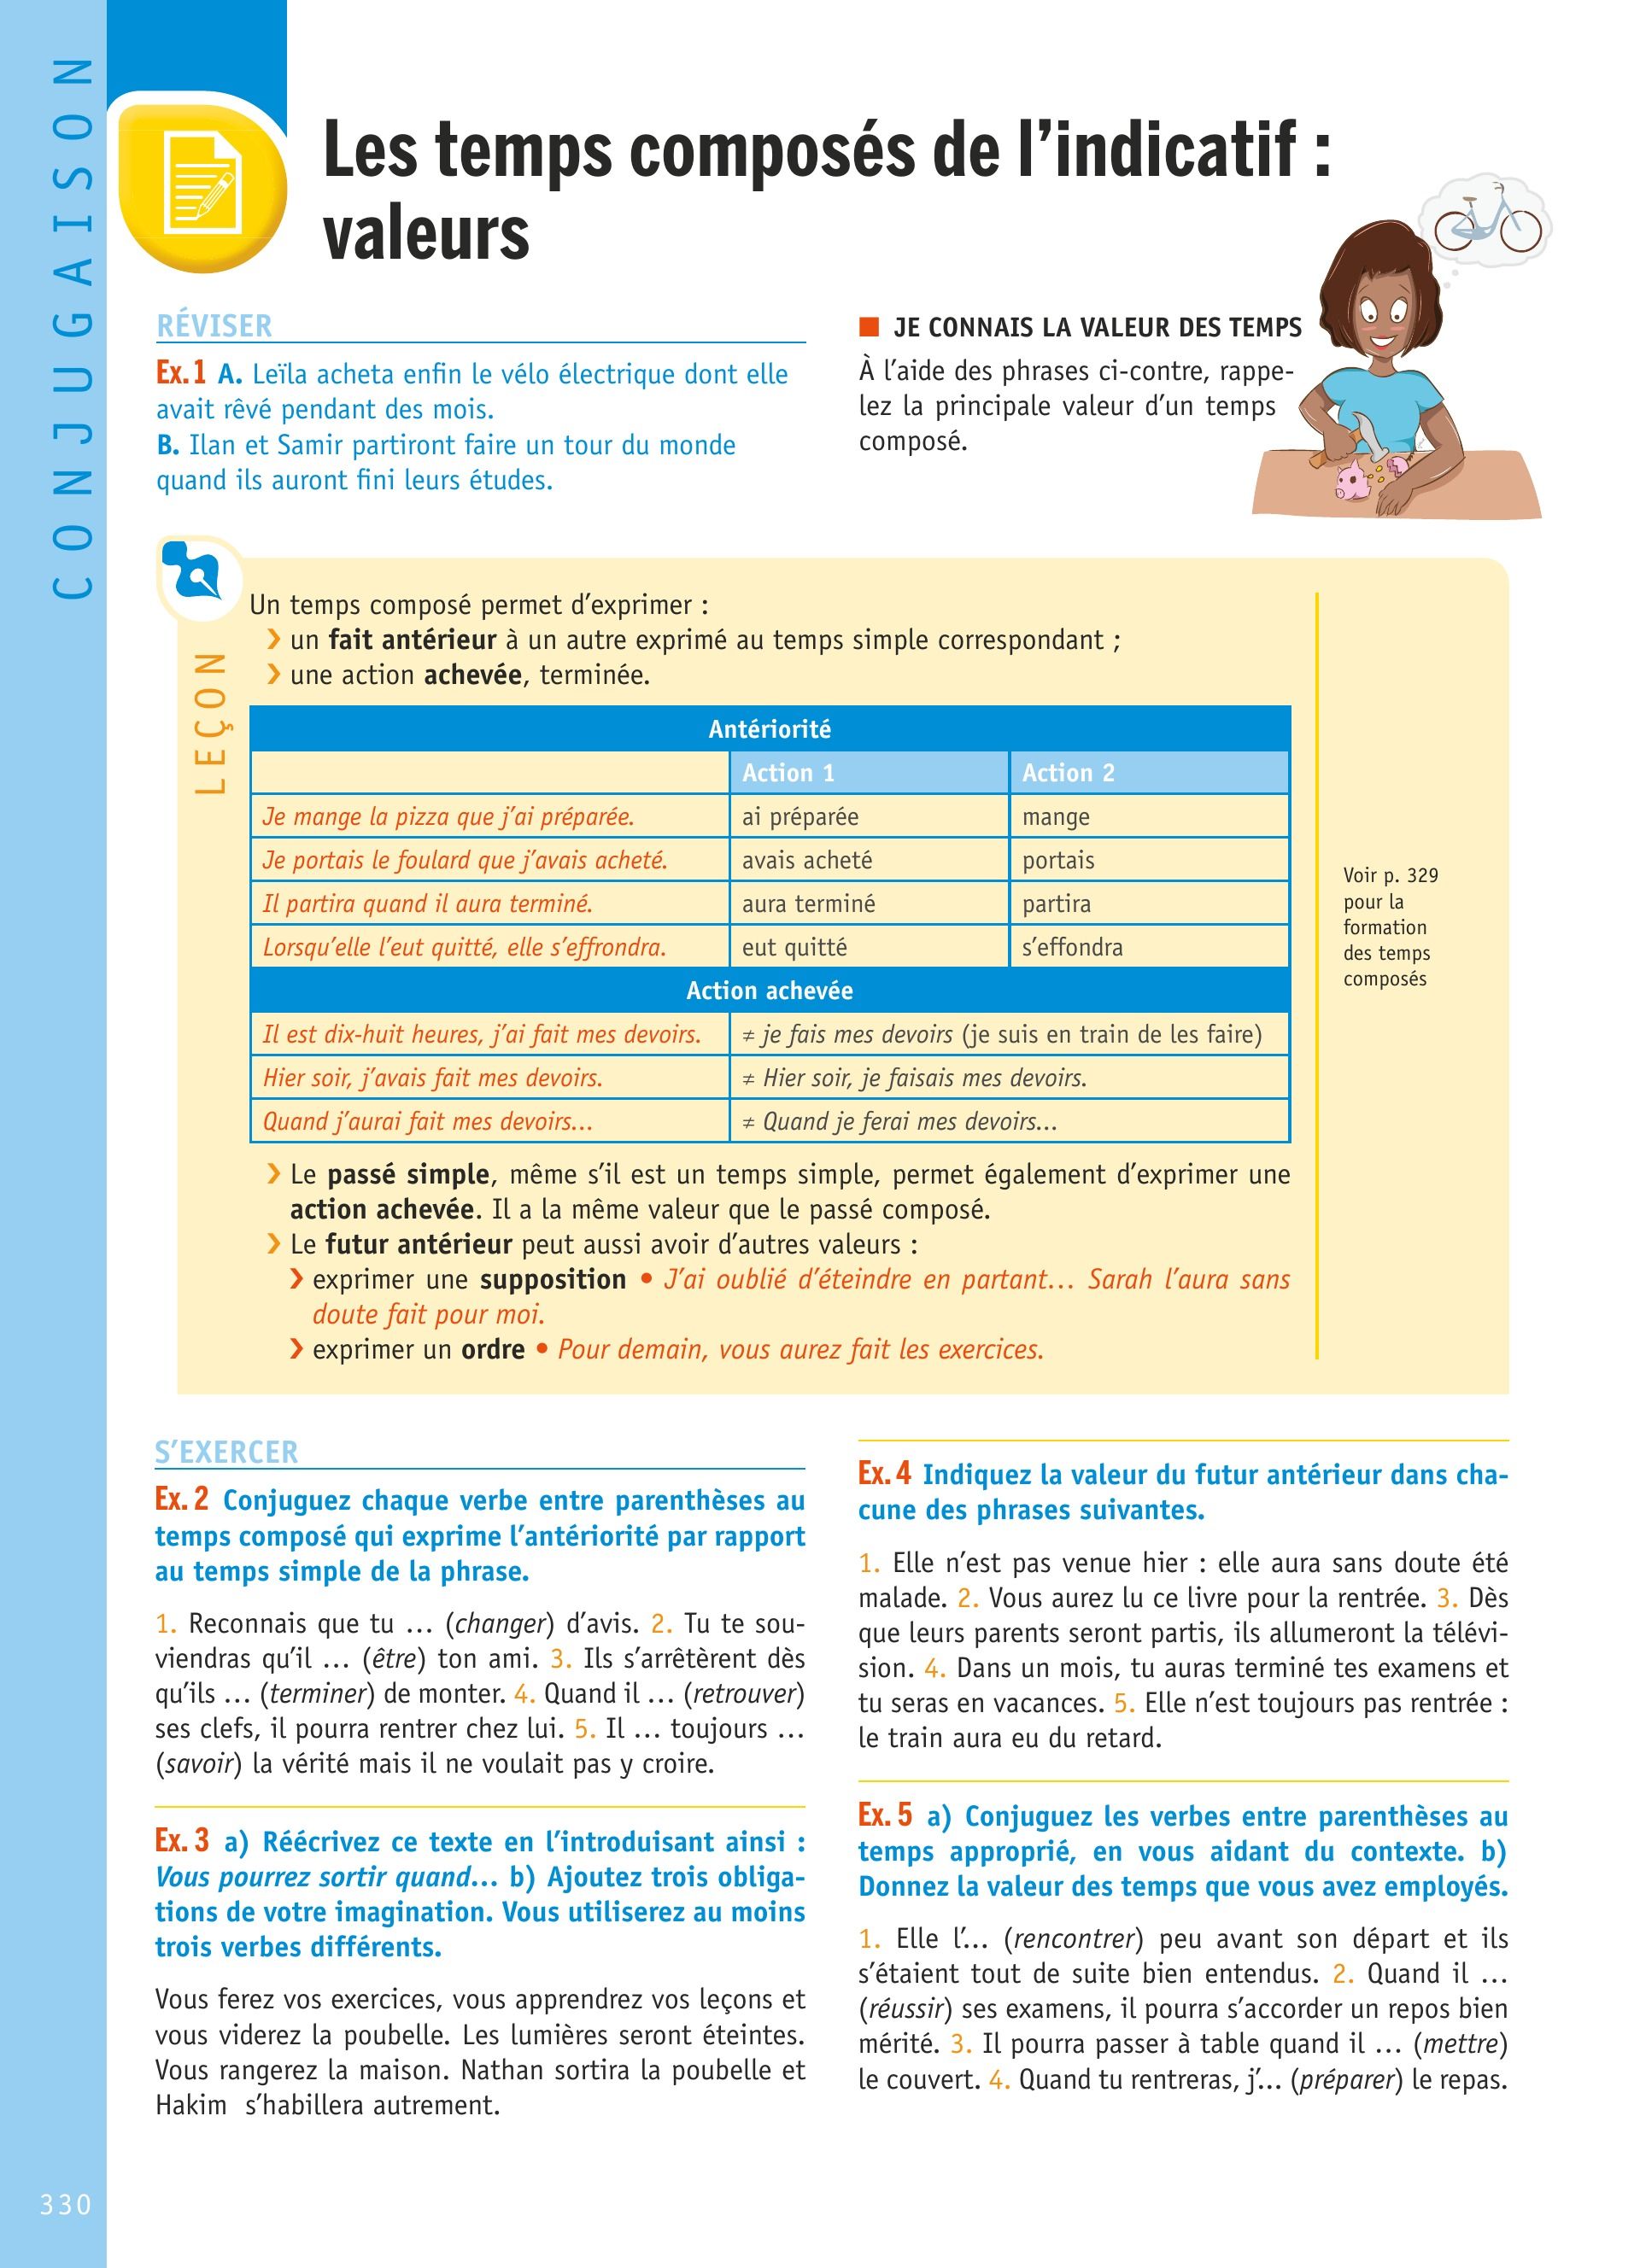 CONJUGAISON
Les temps composés de l’indicatif :
valeurs
RÉVISER
Ex.1 A. Leïla acheta enfin le vélo électrique dont elle
avait rêvé pendant des mois.
B. Ilan et Samir partiront faire un tour du monde
quand ils auront fini leurs études.
■ JE CONNAIS LA VALEUR DES TEMPS
À l’aide des phrases ci-contre, rappe-
lez la principale valeur d’un temps
composé.
LEÇON
Un temps composé permet d’exprimer :
❯ un fait antérieur à un autre exprimé au temps simple correspondant ;
❯ une action achevée, terminée.
Antériorité
Action 1 Action 2
Je mange la pizza que j’ai préparée. ai préparée mange
Je portais le foulard que j’avais acheté. avais acheté portais
Il partira quand il aura terminé. aura terminé partira
Lorsqu’elle l’eut quitté, elle s’effrondra. eut quitté s’effondra
Action achevée
Il est dix-huit heures, j’ai fait mes devoirs. ≠ je fais mes devoirs (je suis en train de les faire)
Hier soir, j’avais fait mes devoirs. ≠ Hier soir, je faisais mes devoirs.
Quand j’aurai fait mes devoirs… ≠ Quand je ferai mes devoirs…
❯ Le passé simple, même s’il est un temps simple, permet également d’exprimer une
action achevée. Il a la même valeur que le passé composé.
❯ Le futur antérieur peut aussi avoir d’autres valeurs :
❯ exprimer une supposition • J’ai oublié d’éteindre en partant… Sarah l’aura sans
doute fait pour moi.
❯ exprimer un ordre • Pour demain, vous aurez fait les exercices.
Voir p. 329
pour la
formation
des temps
composés
S’EXERCER
Ex. 2 Conjuguez chaque verbe entre parenthèses au
temps composé qui exprime l’antériorité par rapport
au temps simple de la phrase.
1. Reconnais que tu … (changer) d’avis. 2. Tu te sou-
viendras qu’il … (être) ton ami. 3. Ils s’arrêtèrent dès
qu’ils … (terminer) de monter. 4. Quand il … (retrouver)
ses clefs, il pourra rentrer chez lui. 5. Il … toujours …
(savoir) la vérité mais il ne voulait pas y croire.
Ex. 3 a) Réécrivez ce texte en l’introduisant ainsi :
Vous pourrez sortir quand… b) Ajoutez trois obliga-
tions de votre imagination. Vous utiliserez au moins
trois verbes différents.
Vous ferez vos exercices, vous apprendrez vos leçons et
vous viderez la poubelle. Les lumières seront éteintes.
Vous rangerez la maison. Nathan sortira la poubelle et
Hakim s’habillera autrement.
Ex. 4 Indiquez la valeur du futur antérieur dans cha-
cune des phrases suivantes.
1. Elle n’est pas venue hier : elle aura sans doute été
malade. 2. Vous aurez lu ce livre pour la rentrée. 3. Dès
que leurs parents seront partis, ils allumeront la télévi-
sion. 4. Dans un mois, tu auras terminé tes examens et
tu seras en vacances. 5. Elle n’est toujours pas rentrée :
le train aura eu du retard.
Ex. 5 a) Conjuguez les verbes entre parenthèses au
temps approprié, en vous aidant du contexte. b)
Donnez la valeur des temps que vous avez employés.
1. Elle l’… (rencontrer) peu avant son départ et ils
s’étaient tout de suite bien entendus. 2. Quand il …
(réussir) ses examens, il pourra s’accorder un repos bien
mérité. 3. Il pourra passer à table quand il … (mettre)
le couvert. 4. Quand tu rentreras, j’… (préparer) le repas.
330